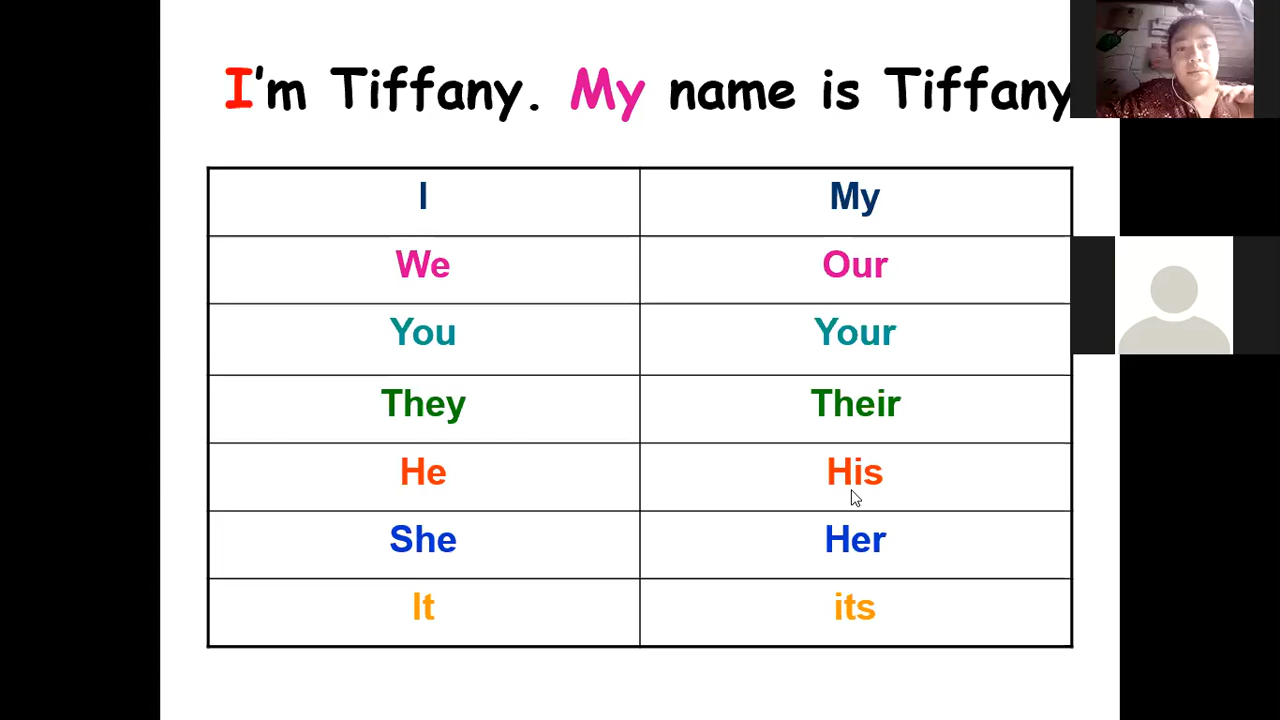 I'm Tiffany. My name is Tiffany
I My
We Our
You Your
They Their
He His
She Her
It its